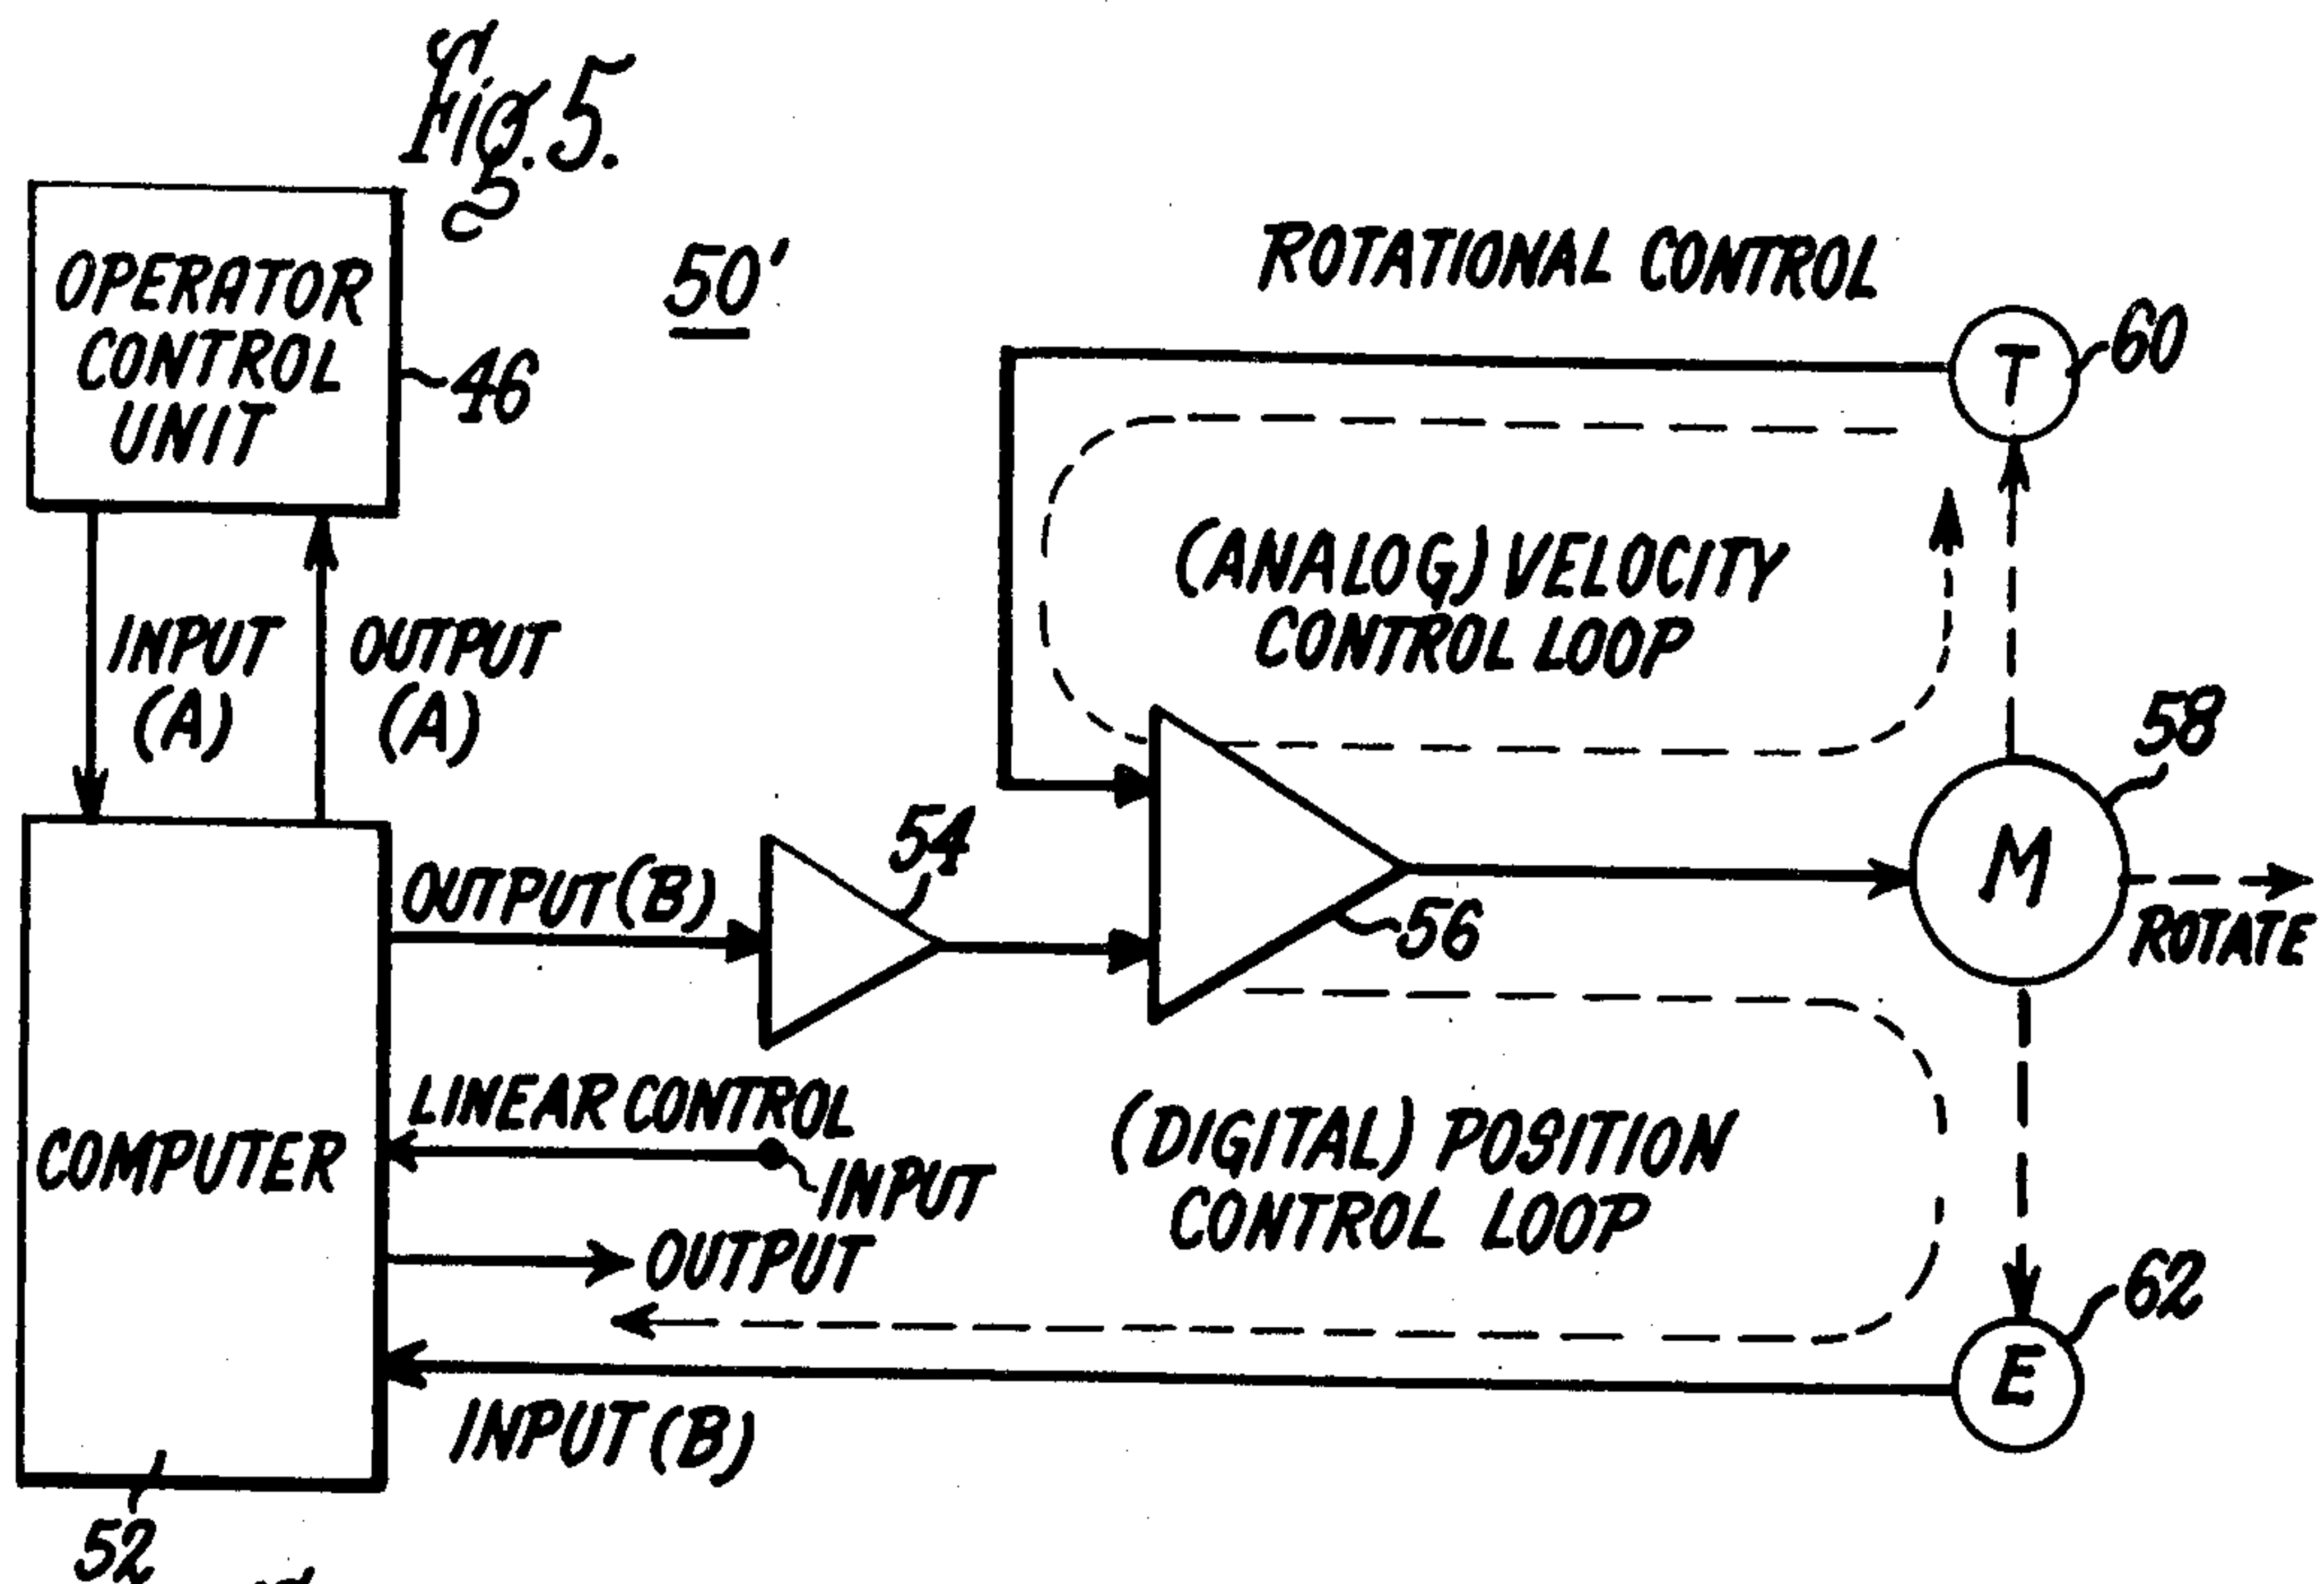 Fig. 5.
OPERATOR
CONTROL
UNIT
46
50'
ROTATIONAL CONTROL
T
60
(ANALOG) VELOCITY
CONTROL LOOP
INPUT
(A)
OUTPUT
(A)
58
M
ROTATE
OUTPUT (B)
54
56
COMPUTER
LINEAR CONTROL
INPUT
OUTPUT
(DIGITAL) POSITION
CONTROL LOOP
62
E
INPUT (B)
52